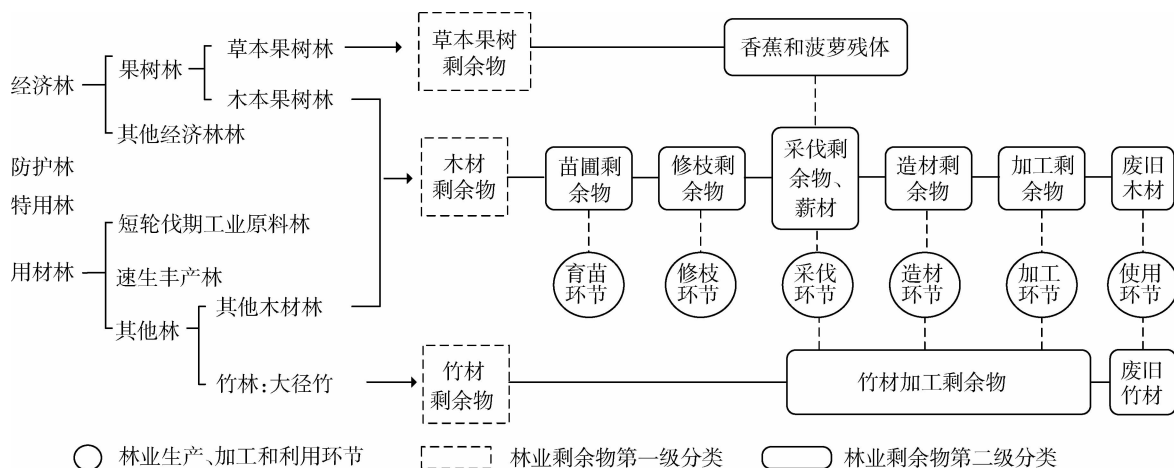 草本果树林
草本果树
剩余物
香蕉和菠萝残体
果树林
经济林
木本果树林
其他经济林林
防护林
特用林
木材
剩余物
苗圃剩
余物
修枝剩
余物
采伐剩
余物、
薪材
造材剩
余物
加工剩
余物
废旧
木材
短轮伐期工业原料林
用材林
速生丰产林
其他木材林
其他林
竹林:大径竹
育苗
环节
修枝
环节
采伐
环节
造材
环节
加工
环节
使用
环节
竹材
剩余物
竹材加工剩余物
废旧
竹材
林业生产、加工和利用环节
林业剩余物第一级分类
林业剩余物第二级分类